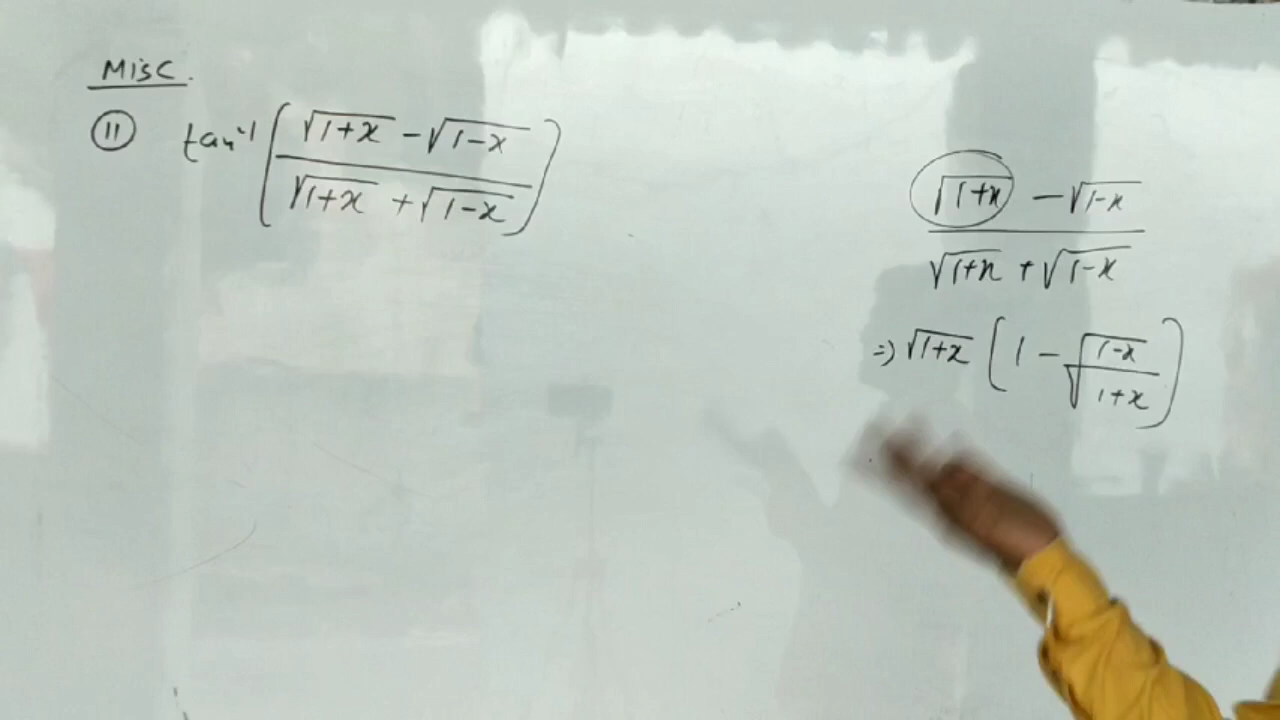 Misc.
(11) tan⁻¹ ( (√(1+x) − √(1−x)) / (√(1+x) + √(1−x)) )
√(1+x) − √(1−x)
√(1+x) + √(1−x)
⇒ √(1+x) ( 1 − √((1−x)/(1+x)) )